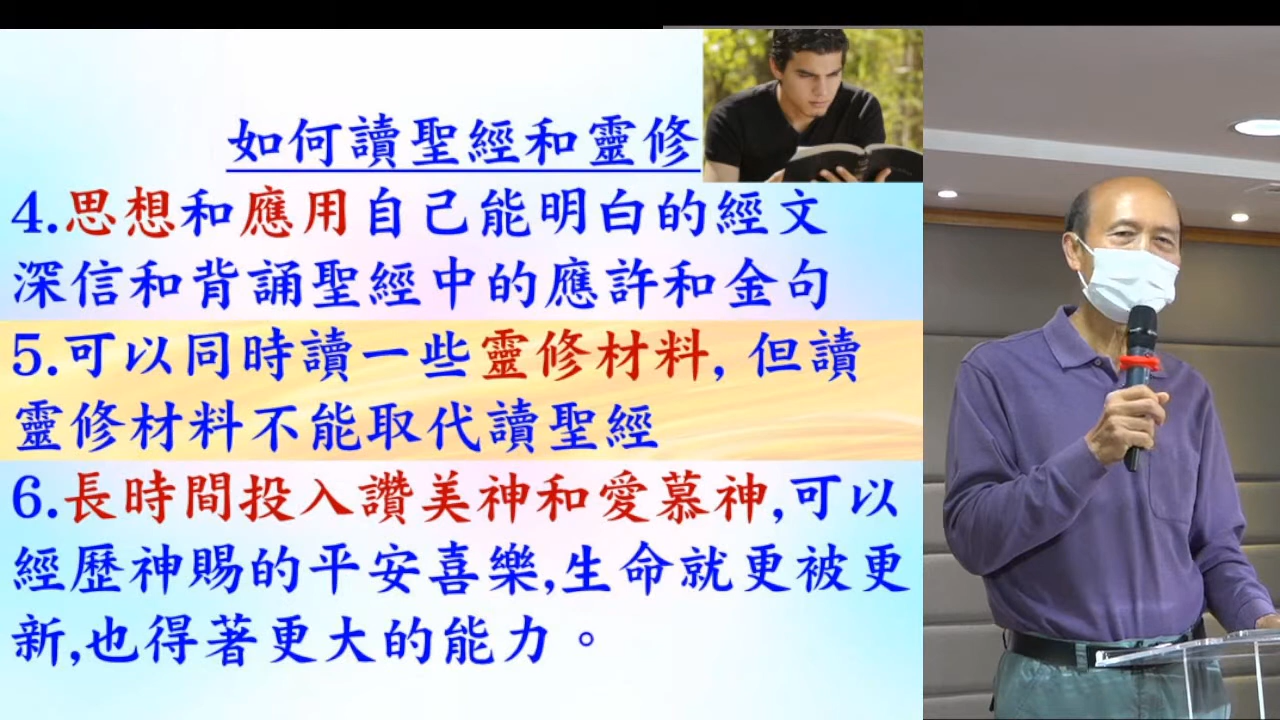 如何讀聖經和靈修
4.思想和應用自己能明白的經文
深信和背誦聖經中的應許和金句
5.可以同時讀一些靈修材料, 但讀
靈修材料不能取代讀聖經
6.長時間投入讚美神和愛慕神,可以
經歷神賜的平安喜樂,生命就更被更
新,也得著更大的能力。